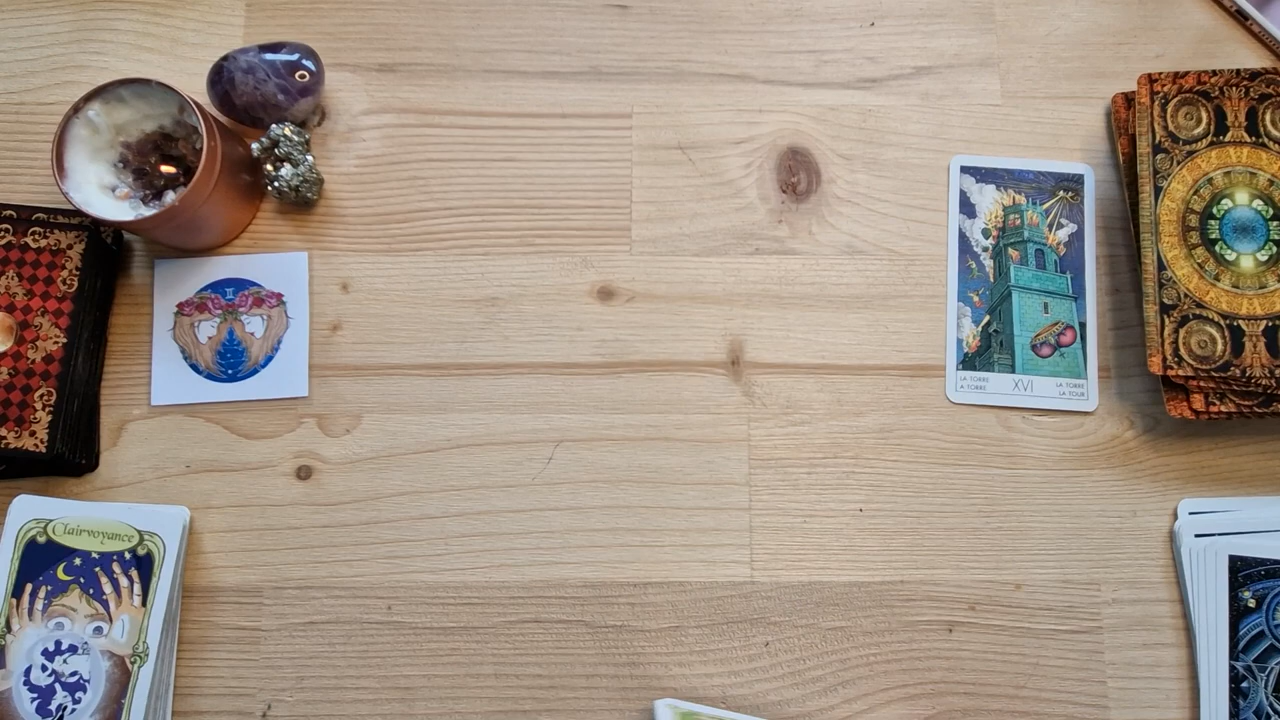 ♊
LA TORRE
A TORRE
XVI
LA TORRE
LA TOUR
Clairvoyance